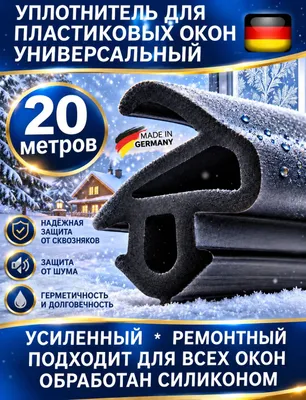 УПЛОТНИТЕЛЬ ДЛЯ
ПЛАСТИКОВЫХ ОКОН
УНИВЕРСАЛЬНЫЙ
20
МЕТРОВ
MADE IN
GERMANY
НАДЁЖНАЯ
ЗАЩИТА
ОТ СКВОЗНЯКОВ
ЗАЩИТА
ОТ ШУМА
ГЕРМЕТИЧНОСТЬ
И ДОЛГОВЕЧНОСТЬ
УСИЛЕННЫЙ * РЕМОНТНЫЙ
ПОДХОДИТ ДЛЯ ВСЕХ ОКОН
ОБРАБОТАН СИЛИКОНОМ